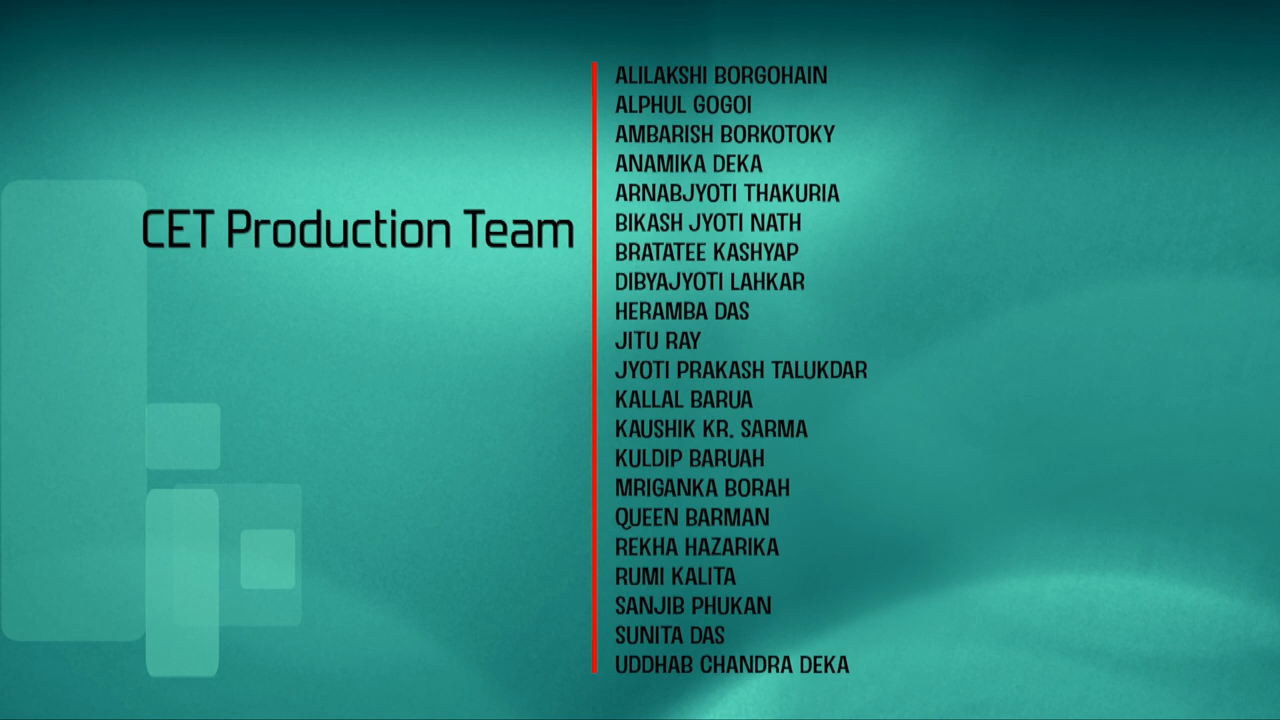 CET Production Team
ALILAKSHI BORGOHAIN
ALPHUL GOGOI
AMBARISH BORKOTOKY
ANAMIKA DEKA
ARNABJYOTI THAKURIA
BIKASH JYOTI NATH
BRATATEE KASHYAP
DIBYAJYOTI LAHKAR
HERAMBA DAS
JITU RAY
JYOTI PRAKASH TALUKDAR
KALLAL BARUA
KAUSHIK KR. SARMA
KULDIP BARUAH
MRIGANKA BORAH
QUEEN BARMAN
REKHA HAZARIKA
RUMI KALITA
SANJIB PHUKAN
SUNITA DAS
UDDHAB CHANDRA DEKA